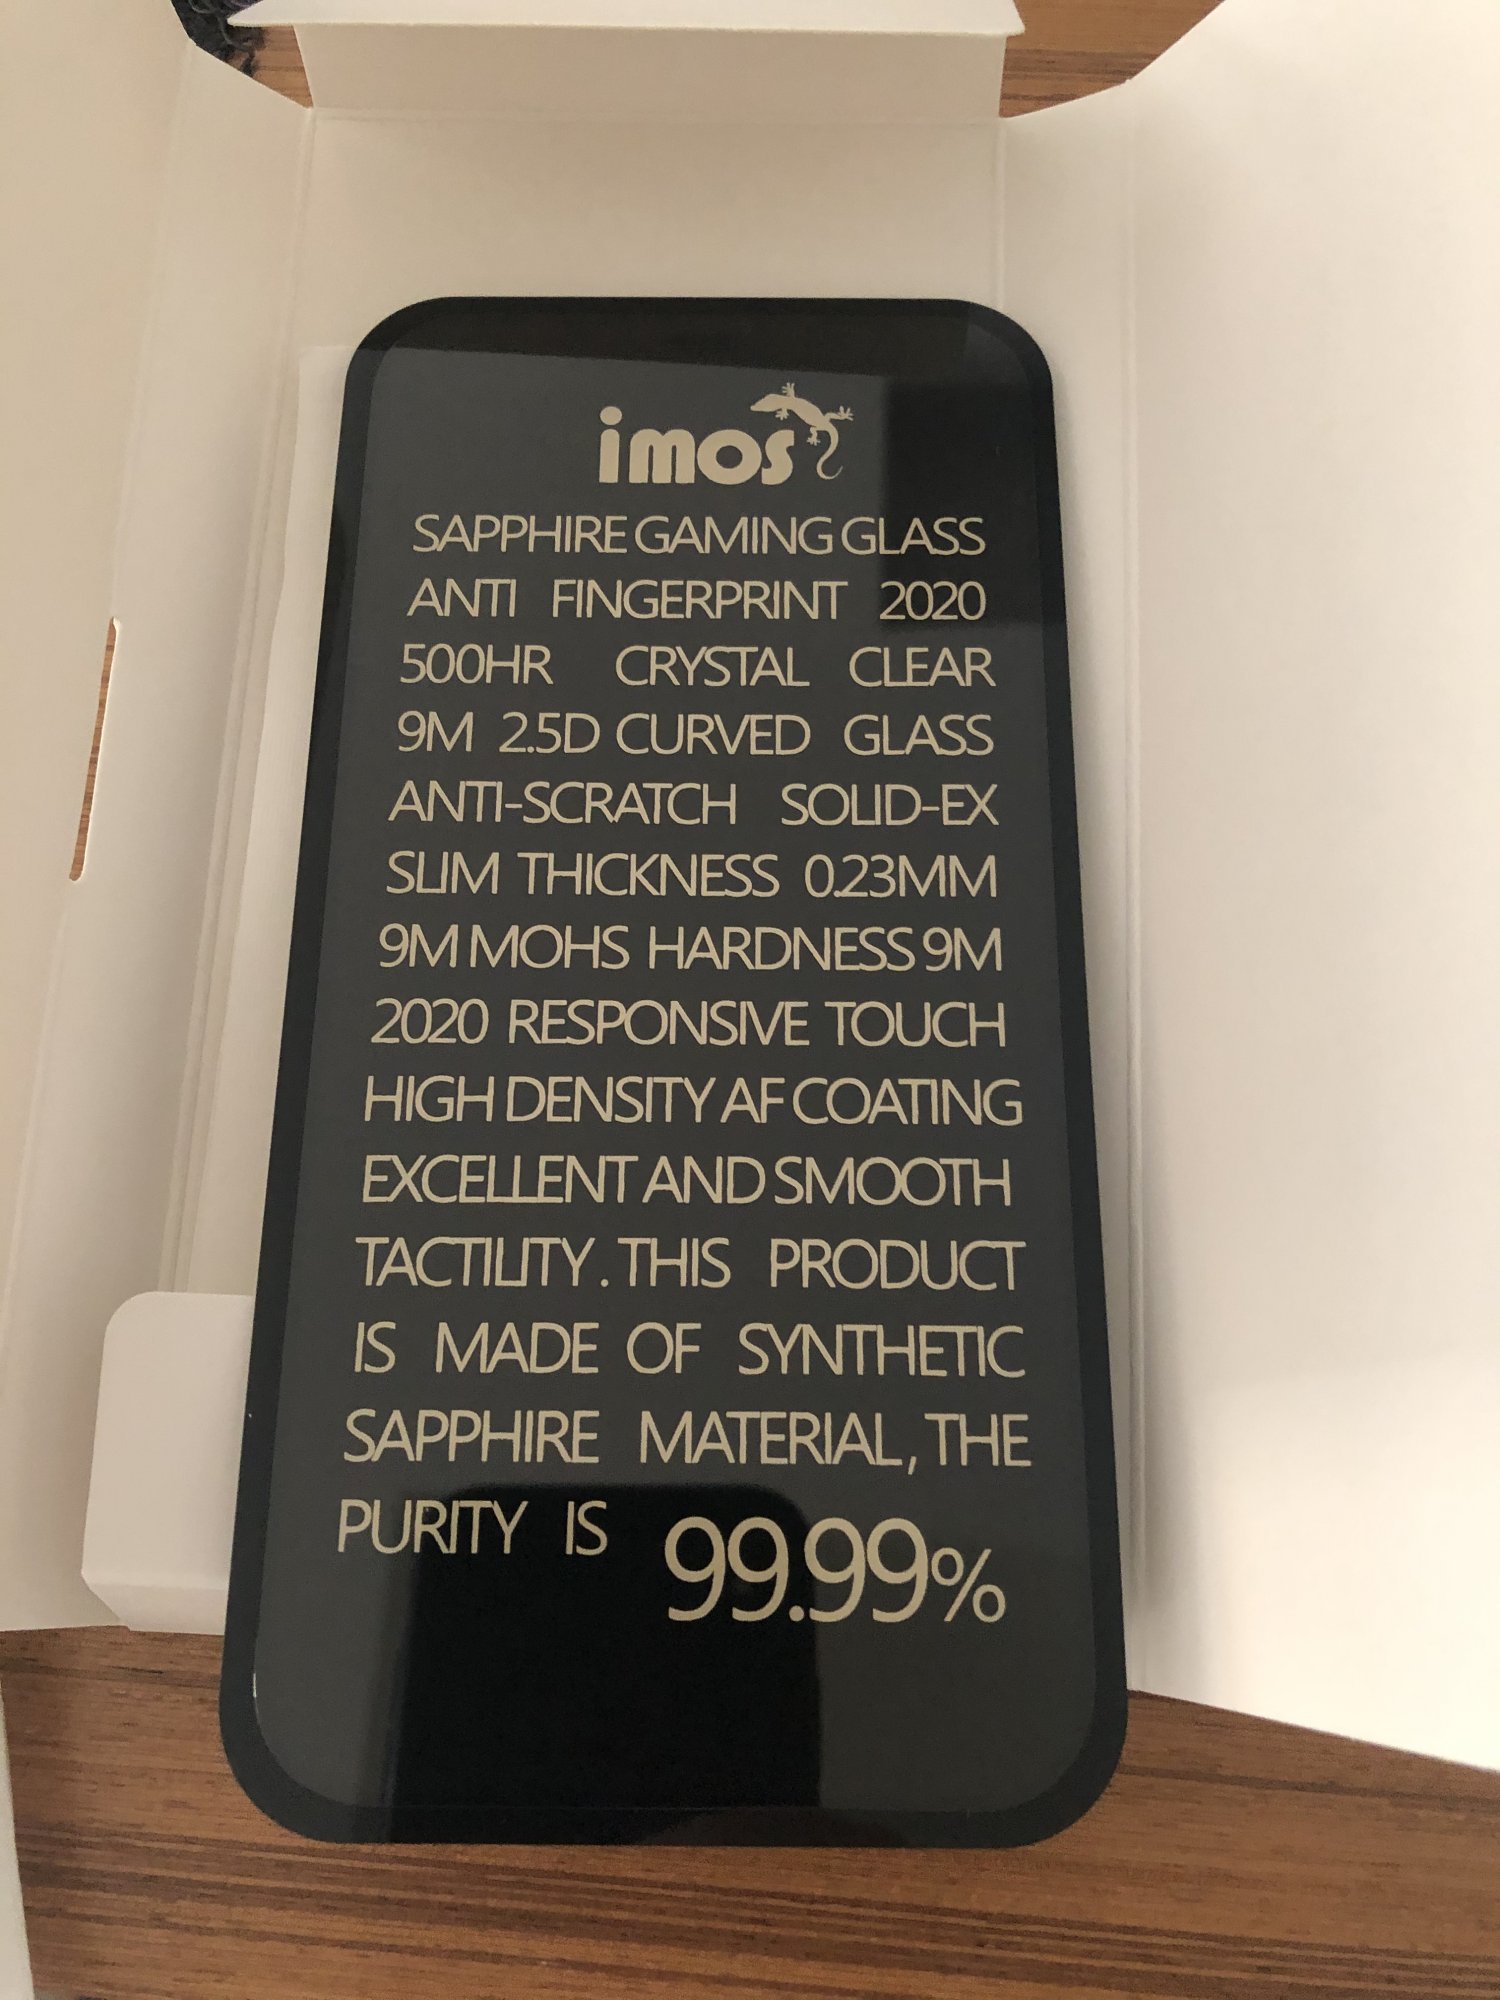 imos
SAPPHIRE GAMING GLASS
ANTI FINGERPRINT 2020
500HR CRYSTAL CLEAR
9M 2.5D CURVED GLASS
ANTI-SCRATCH SOLID-EX
SLIM THICKNESS 0.23MM
9M MOHS HARDNESS 9M
2020 RESPONSIVE TOUCH
HIGH DENSITY AF COATING
EXCELLENT AND SMOOTH
TACTILITY. THIS PRODUCT
IS MADE OF SYNTHETIC
SAPPHIRE MATERIAL, THE
PURITY IS 99.99%